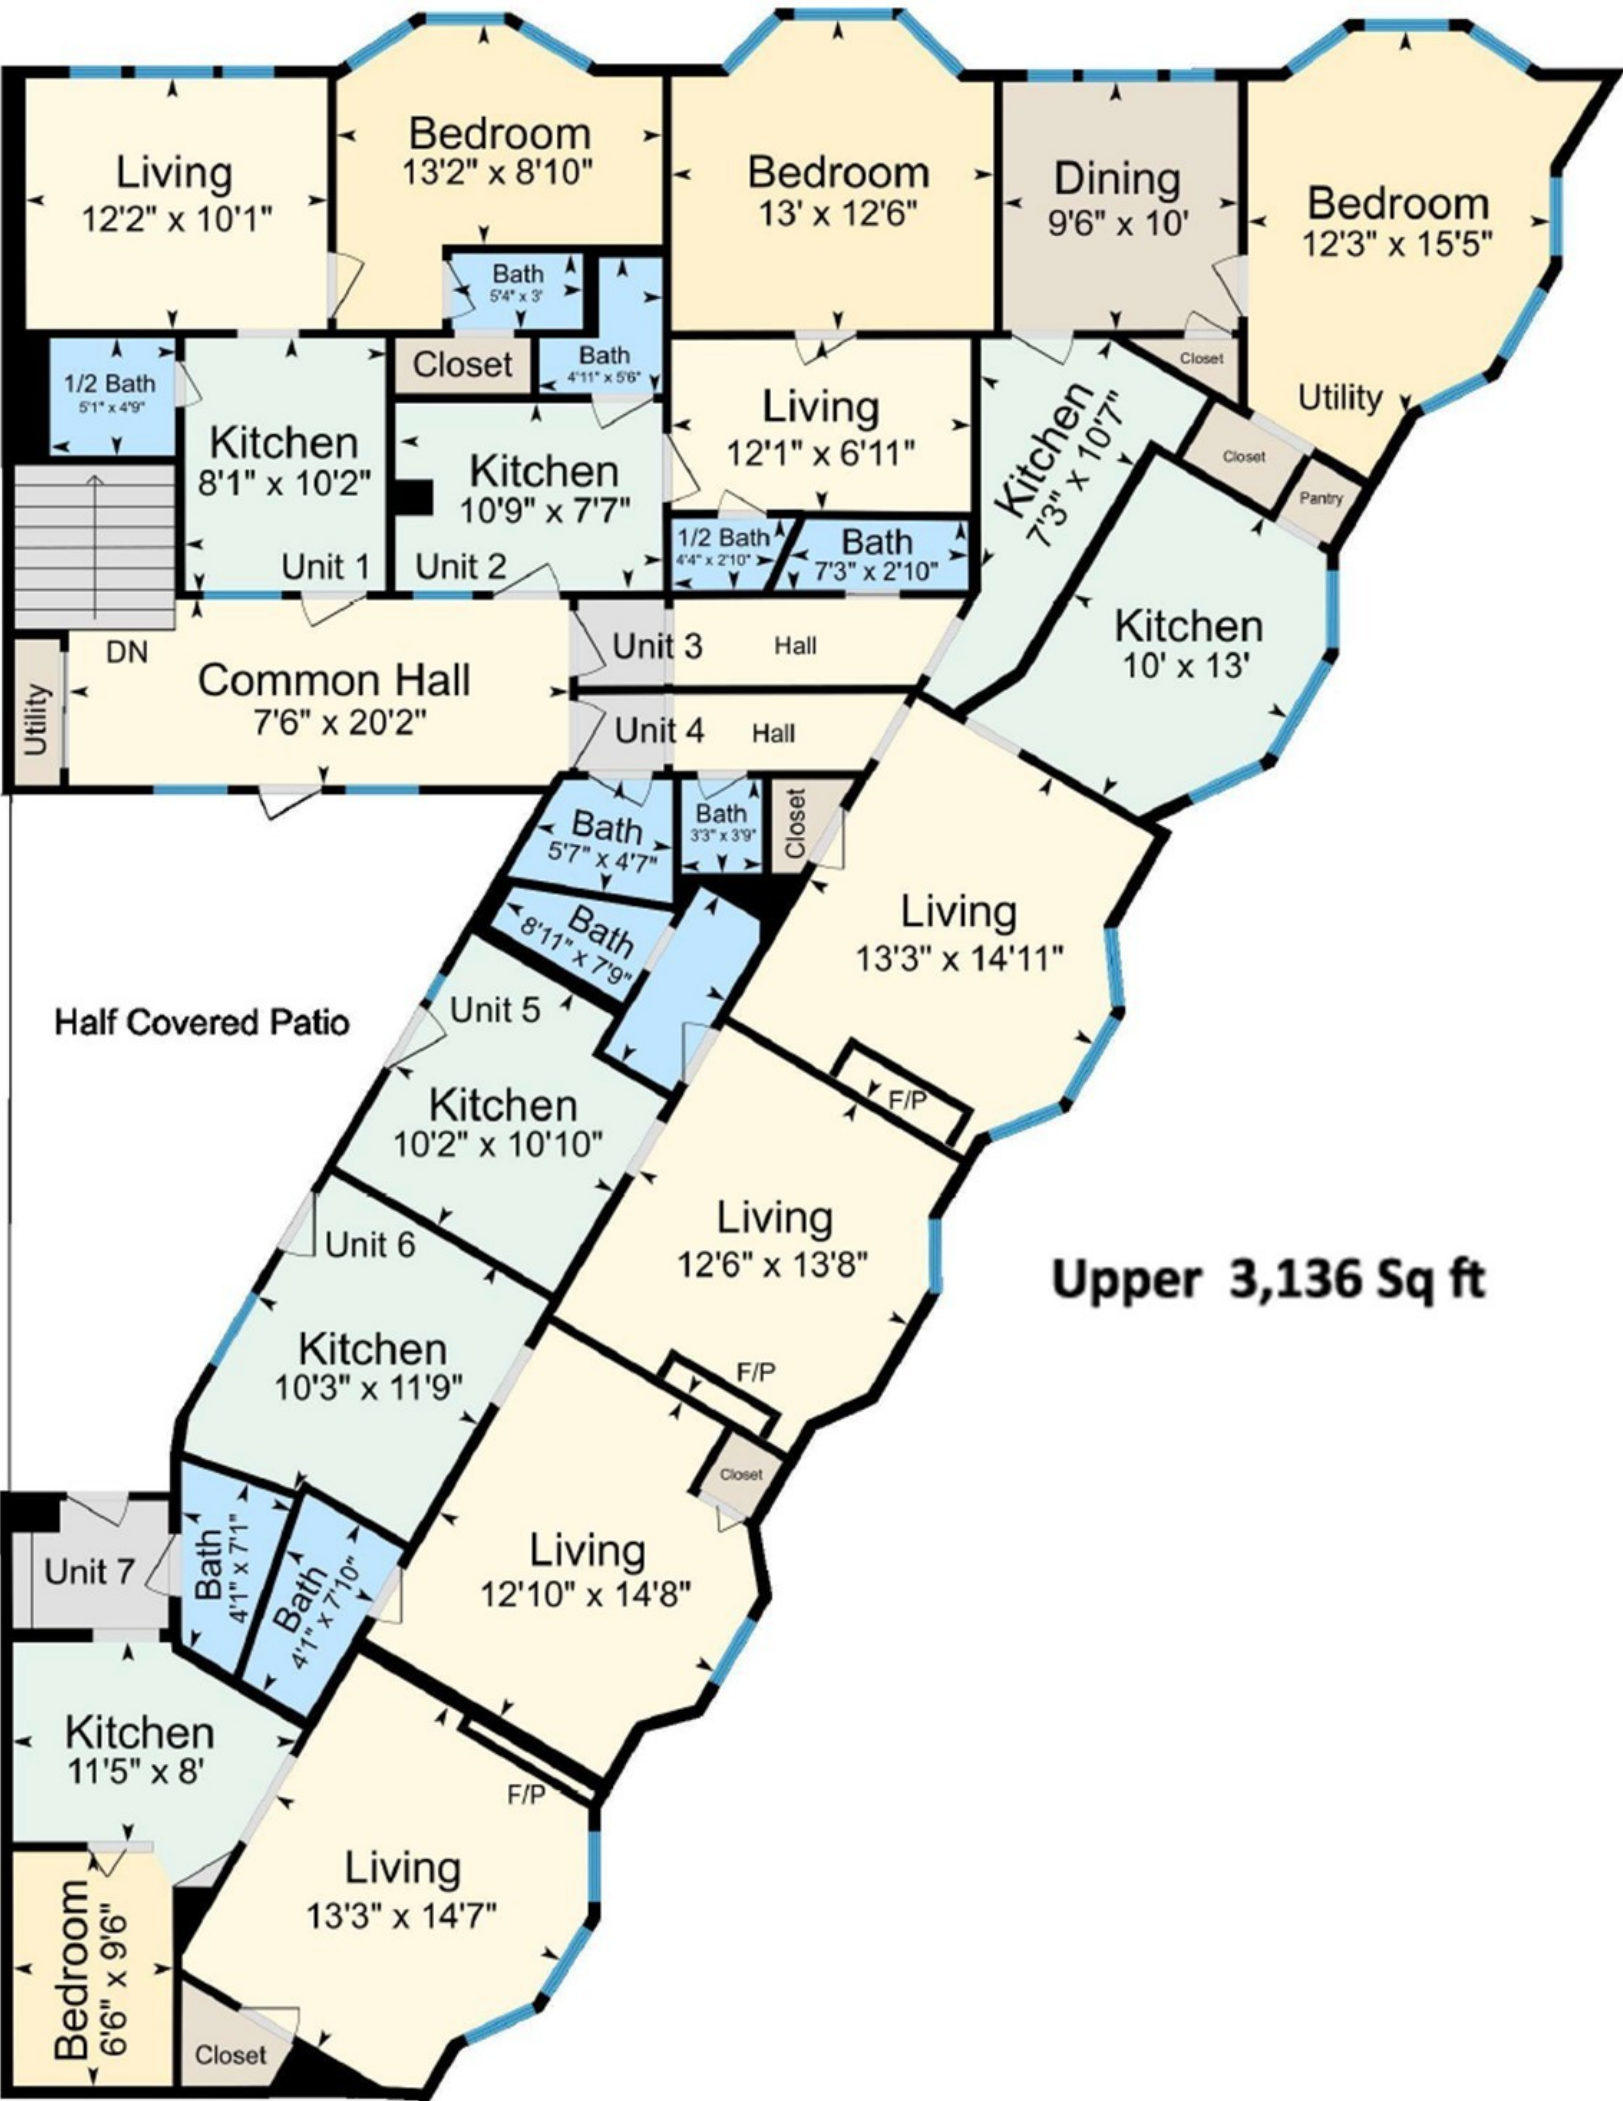 Living
12'2" x 10'1"
Bedroom
13'2" x 8'10"
Bedroom
13' x 12'6"
Dining
9'6" x 10'
Bedroom
12'3" x 15'5"
Bath
5'4" x 3'
Closet
Bath
4'11" x 5'6"
1/2 Bath
5'1" x 4'9"
Kitchen
8'1" x 10'2"
Unit 1
Kitchen
10'9" x 7'7"
Unit 2
Living
12'1" x 6'11"
1/2 Bath
4'4" x 2'10"
Bath
7'3" x 2'10"
Kitchen
7'3" x 10'7"
Closet
Utility
Closet
Pantry
Kitchen
10' x 13'
DN
Utility
Common Hall
7'6" x 20'2"
Unit 3
Hall
Unit 4
Hall
Bath
5'7" x 4'7"
Bath
3'3" x 3'9"
Closet
Bath
8'11" x 7'9"
Living
13'3" x 14'11"
F/P
Half Covered Patio
Unit 5
Kitchen
10'2" x 10'10"
Living
12'6" x 13'8"
F/P
Upper 3,136 Sq ft
Unit 6
Kitchen
10'3" x 11'9"
Closet
Living
12'10" x 14'8"
Bath
4'1" x 7'1"
Bath
4'1" x 7'10"
Unit 7
Kitchen
11'5" x 8'
F/P
Living
13'3" x 14'7"
Bedroom
6'6" x 9'6"
Closet